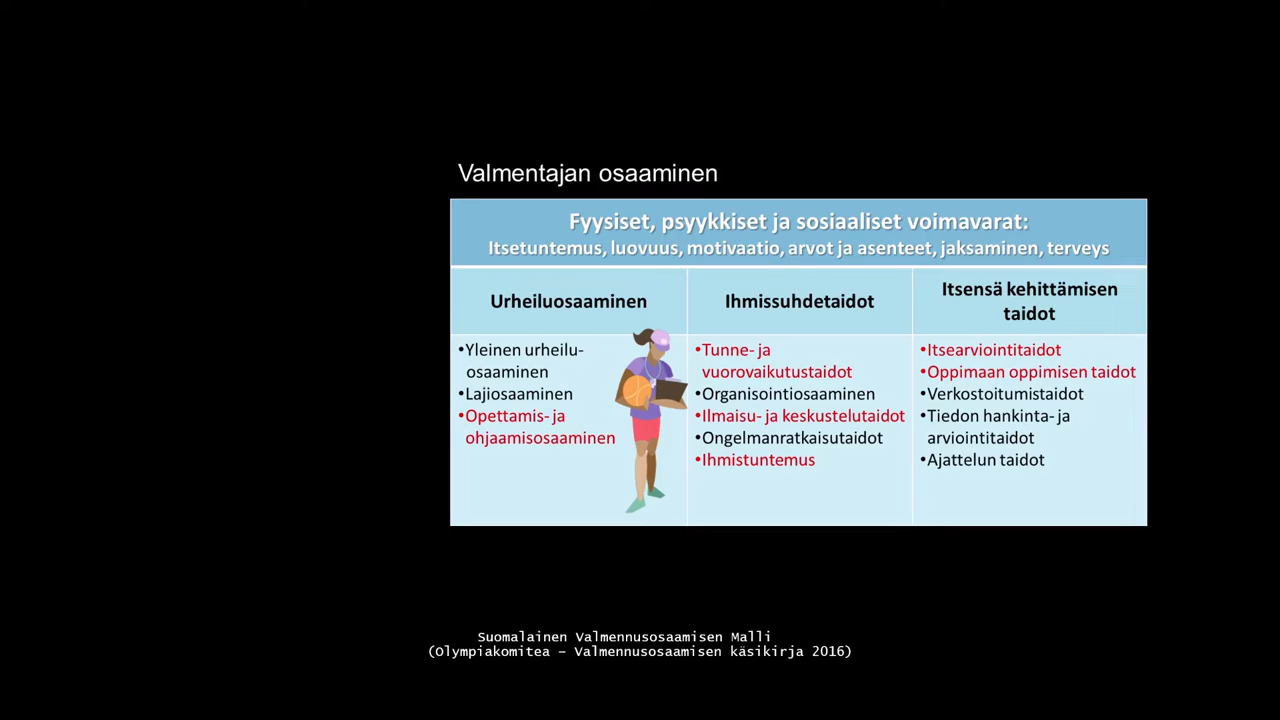 Valmentajan osaaminen
Fyysiset, psyykkiset ja sosiaaliset voimavarat:
Itsetuntemus, luovuus, motivaatio, arvot ja asenteet, jaksaminen, terveys
Urheiluosaaminen
•Yleinen urheilu-
osaaminen
•Lajiosaaminen
•Opettamis- ja
ohjaamisosaaminen
Ihmissuhdetaidot
•Tunne- ja
vuorovaikutustaidot
•Organisointiosaaminen
•Ilmaisu- ja keskustelutaidot
•Ongelmanratkaisutaidot
•Ihmistuntemus
Itsensä kehittämisen
taidot
•Itsearviointitaidot
•Oppimaan oppimisen taidot
•Verkostoitumistaidot
•Tiedon hankinta- ja
arviointitaidot
•Ajattelun taidot
Suomalainen Valmennusosaamisen Malli
(Olympiakomitea – Valmennusosaamisen käsikirja 2016)